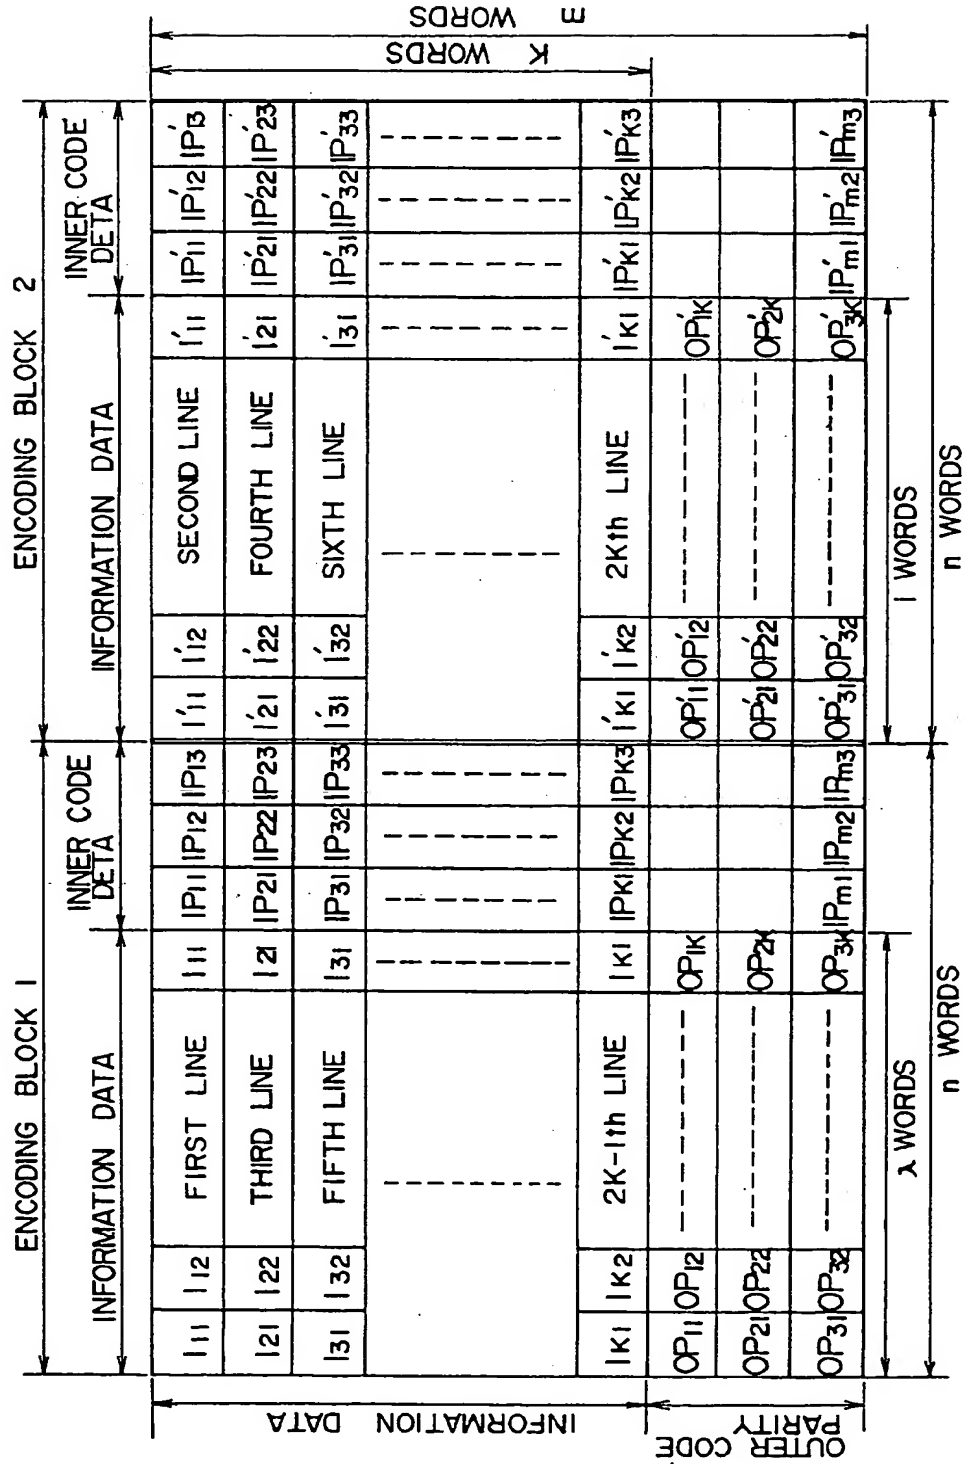 ENCODING BLOCK 1 ENCODING BLOCK 2
INFORMATION DATA INNER CODE DETA INFORMATION DATA INNER CODE DETA
I11 I12 FIRST LINE I11 IP11 IP12 IP13 I'11 I'12 SECOND LINE I'11 IP'11 IP'12 IP'13
I21 I22 THIRD LINE I21 IP21 IP22 IP23 I'21 I'22 FOURTH LINE I'21 IP'21 IP'22 IP'23
I31 I32 FIFTH LINE I31 IP31 IP32 IP33 I'31 I'32 SIXTH LINE I'31 IP'31 IP'32 IP'33
IK1 IK2 2K-1th LINE IK1 IPK1 IPK2 IPK3 I'K1 I'K2 2Kth LINE I'K1 IP'K1 IP'K2 IP'K3
OP11 OP12 OP1K OP'11 OP'12 OP'1K
OP21 OP22 OP2K OP'21 OP'22 OP'2K
OP31 OP32 OP3K IPm1 IPm2 IPm3 OP'31 OP'32 OP'3K IP'm1 IP'm2 IP'm3
λ WORDS l WORDS
n WORDS n WORDS
INFORMATION DATA
OUTER CODE PARITY
K WORDS
m WORDS